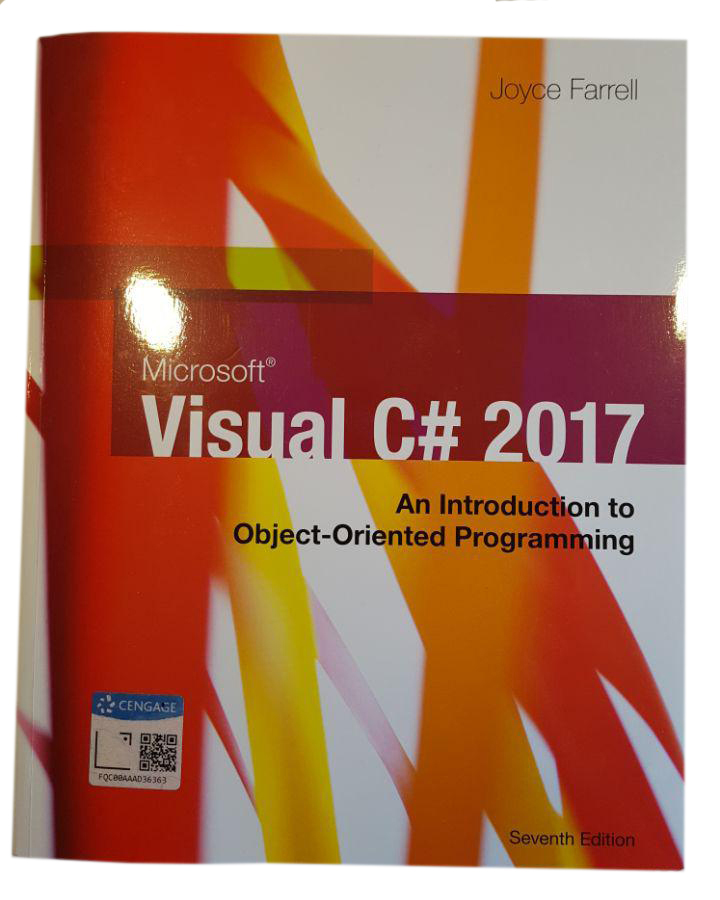 Joyce Farrell
Microsoft®
Visual C# 2017
An Introduction to
Object-Oriented Programming
CENGAGE
FQC00AAAD36363
Seventh Edition